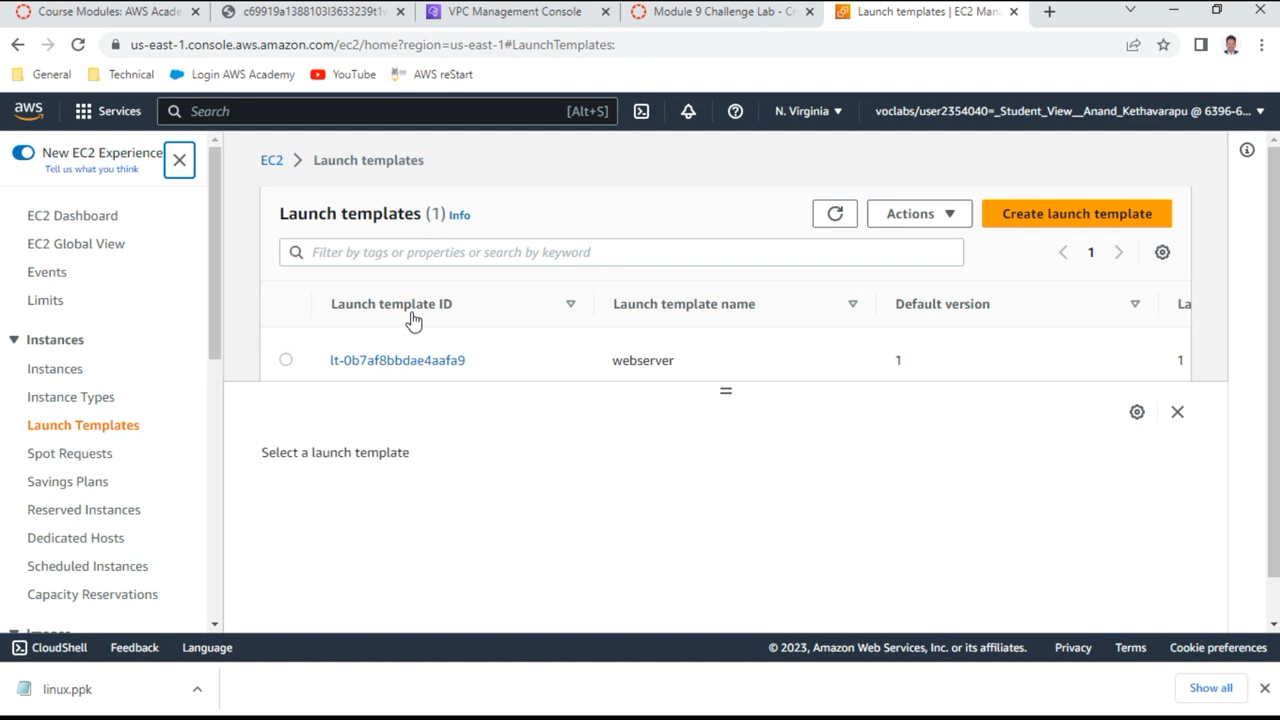 Course Modules: AWS Acade
c69919a1388103l3633239t1w
VPC Management Console
Module 9 Challenge Lab - Cr
Launch templates | EC2 Man
us-east-1.console.aws.amazon.com/ec2/home?region=us-east-1#LaunchTemplates:
General
Technical
Login AWS Academy
YouTube
AWS reStart
aws
Services
Search
[Alt+S]
N. Virginia
voclabs/user2354040=_Student_View__Anand_Kethavarapu @ 6396-6...
New EC2 Experience
Tell us what you think
EC2 Dashboard
EC2 Global View
Events
Limits
Instances
Instances
Instance Types
Launch Templates
Spot Requests
Savings Plans
Reserved Instances
Dedicated Hosts
Scheduled Instances
Capacity Reservations
EC2 > Launch templates
Launch templates (1) Info
Actions
Create launch template
Filter by tags or properties or search by keyword
1
Launch template ID
Launch template name
Default version
La
lt-0b7af8bbdae4aafa9
webserver
1
1
Select a launch template
CloudShell
Feedback
Language
© 2023, Amazon Web Services, Inc. or its affiliates.
Privacy
Terms
Cookie preferences
linux.ppk
Show all